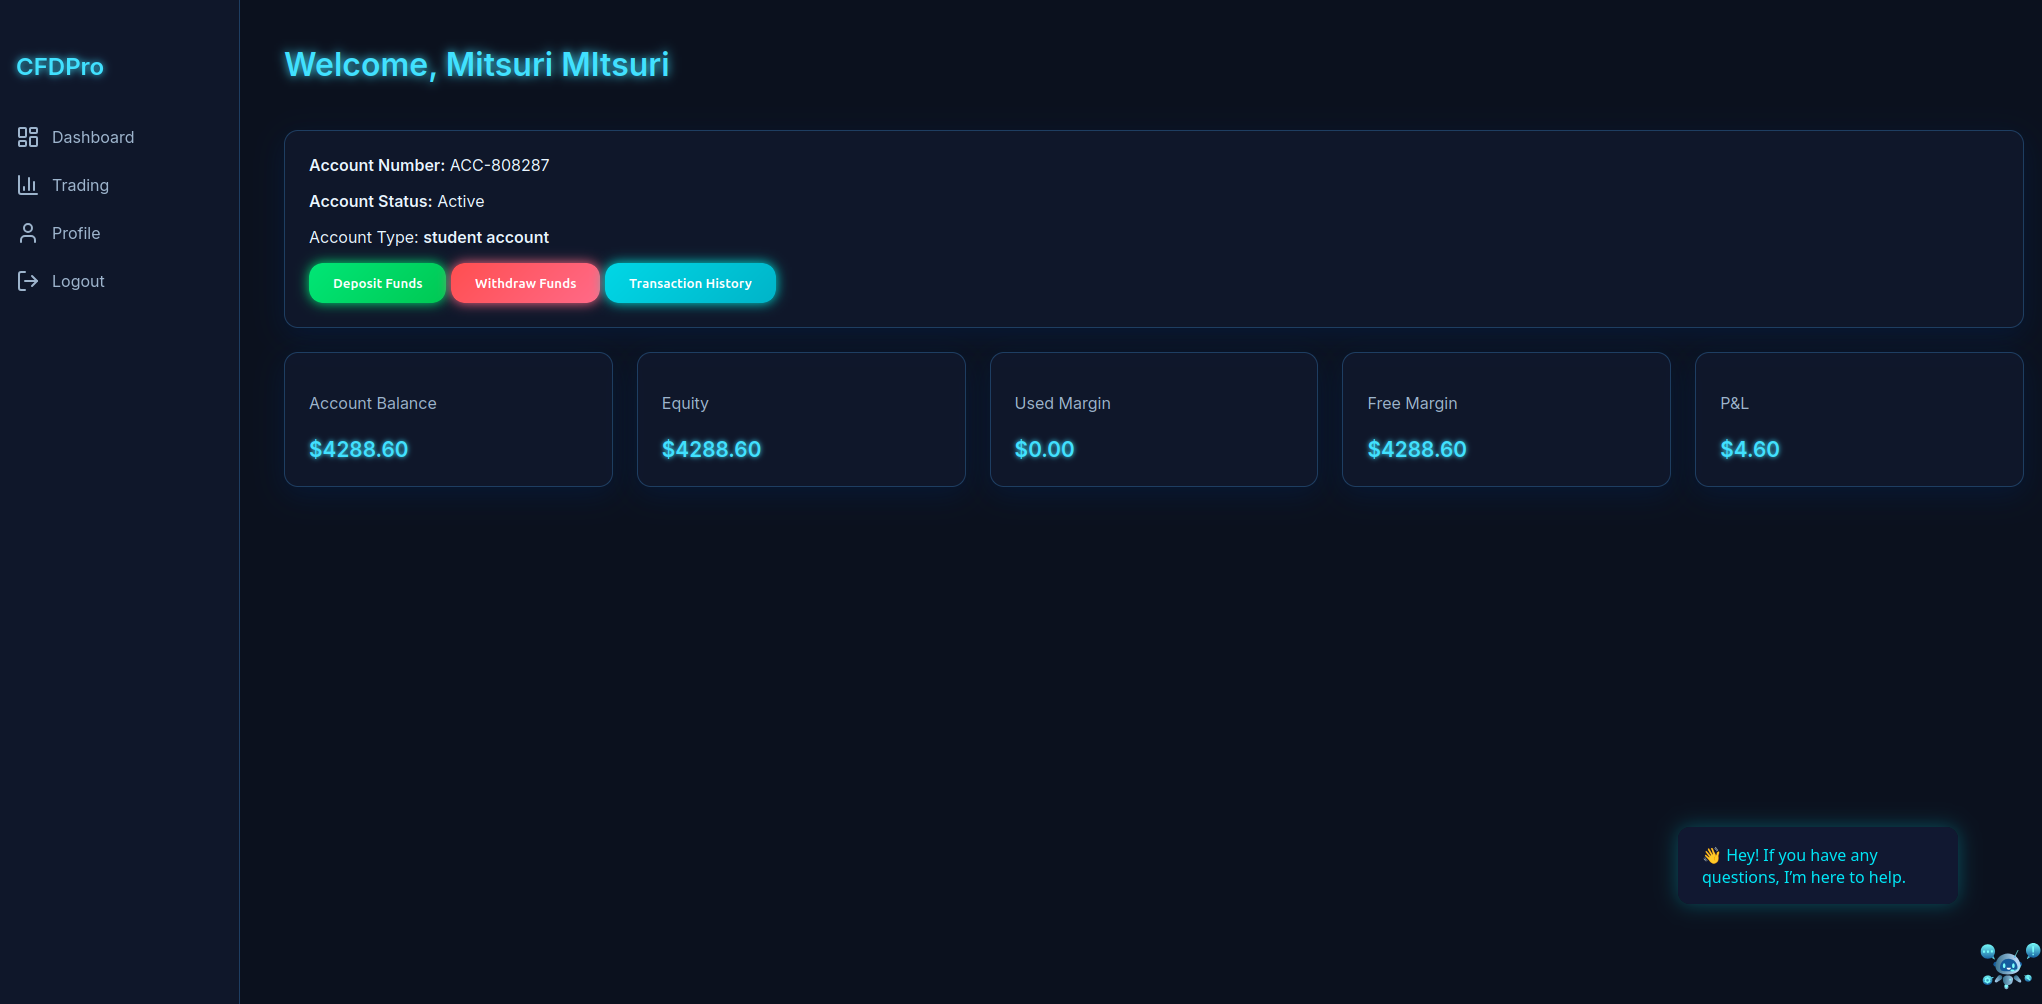 CFDPro
Dashboard
Trading
Profile
Logout
Welcome, Mitsuri MItsuri
Account Number: ACC-808287
Account Status: Active
Account Type: student account
Deposit Funds
Withdraw Funds
Transaction History
Account Balance
$4288.60
Equity
$4288.60
Used Margin
$0.00
Free Margin
$4288.60
P&L
$4.60
👋 Hey! If you have any
questions, I'm here to help.